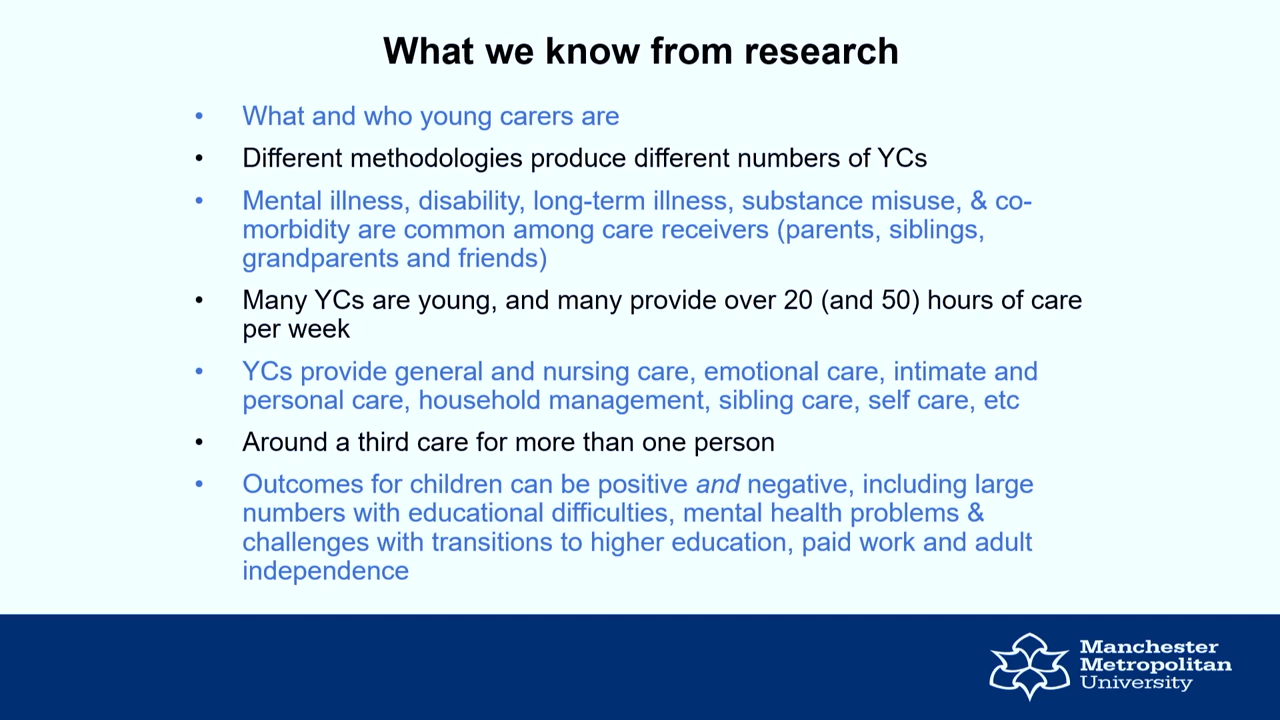 What we know from research
• What and who young carers are
• Different methodologies produce different numbers of YCs
• Mental illness, disability, long-term illness, substance misuse, & co-
morbidity are common among care receivers (parents, siblings,
grandparents and friends)
• Many YCs are young, and many provide over 20 (and 50) hours of care
per week
• YCs provide general and nursing care, emotional care, intimate and
personal care, household management, sibling care, self care, etc
• Around a third care for more than one person
• Outcomes for children can be positive and negative, including large
numbers with educational difficulties, mental health problems &
challenges with transitions to higher education, paid work and adult
independence
Manchester
Metropolitan
University